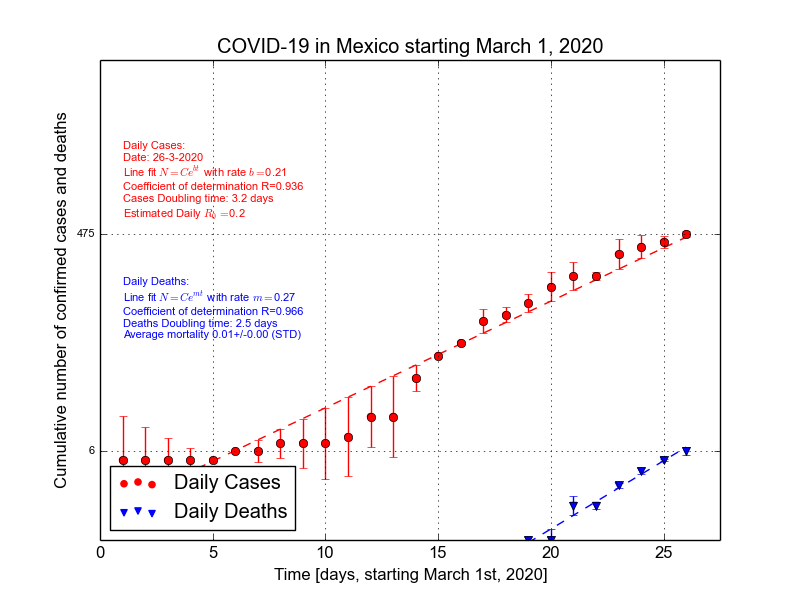 COVID-19 in Mexico starting March 1, 2020
Cumulative number of confirmed cases and deaths
475
6
Daily Cases:
Date: 26-3-2020
Line fit N = Ce^{bt} with rate b =0.21
Coefficient of determination R=0.936
Cases Doubling time: 3.2 days
Estimated Daily R_0 =0.2
Daily Deaths:
Line fit N = Ce^{mt} with rate m =0.27
Coefficient of determination R=0.966
Deaths Doubling time: 2.5 days
Average mortality 0.01+/-0.00 (STD)
Daily Cases
Daily Deaths
0 5 10 15 20 25
Time [days, starting March 1st, 2020]